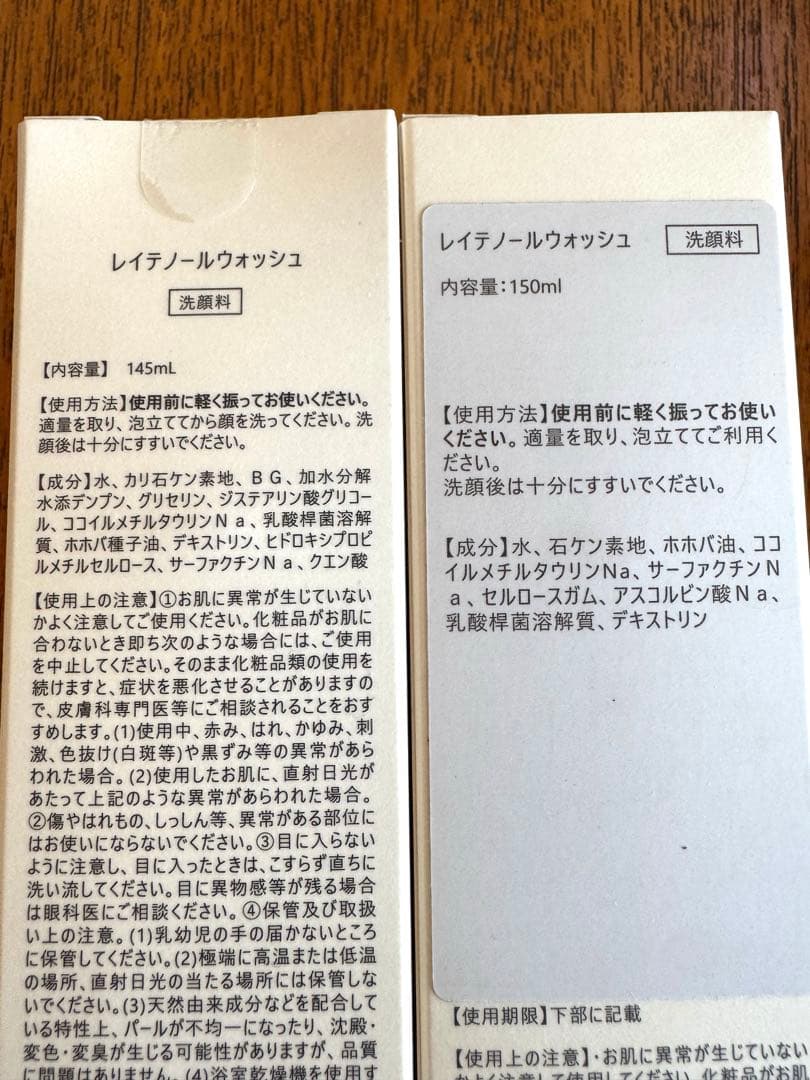 レイテノールウォッシュ
洗顔料
【内容量】 145mL
【使用方法】使用前に軽く振ってお使いください。
適量を取り、泡立ててから顔を洗ってください。洗
顔後は十分にすすいでください。
【成分】水、カリ石ケン素地、BG、加水分解
水添デンプン、グリセリン、ジステアリン酸グリコー
ル、ココイルメチルタウリンNa、乳酸桿菌溶解
質、ホホバ種子油、デキストリン、ヒドロキシプロピ
ルメチルセルロース、サーファクチンNa、クエン酸
【使用上の注意】①お肌に異常が生じていない
かよく注意してご使用ください。化粧品がお肌に
合わないとき即ち次のような場合には、ご使用
を中止してください。そのまま化粧品類の使用を
続けますと、症状を悪化させることがありますの
で、皮膚科専門医等にご相談されることをおす
すめします。(1)使用中、赤み、はれ、かゆみ、刺
激、色抜け(白斑等)や黒ずみ等の異常があら
われた場合。(2)使用したお肌に、直射日光が
あたって上記のような異常があらわれた場合。
②傷やはれもの、しっしん等、異常がある部位に
はお使いにならないでください。③目に入らない
ように注意し、目に入ったときは、こすらず直ちに
洗い流してください。目に異物感等が残る場合
は眼科医にご相談ください。④保管及び取扱
い上の注意。(1)乳幼児の手の届かないところ
に保管してください。(2)極端に高温または低温
の場所、直射日光の当たる場所には保管しな
いでください。(3)天然由来成分などを配合して
いる特性上、パールが不均一になったり、沈殿・
変色・変臭が生じる可能性がありますが、品質
に問題はありません。(4)浴室乾燥機を使用す
レイテノールウォッシュ 洗顔料
内容量:150ml
【使用方法】使用前に軽く振ってお使い
ください。適量を取り、泡立ててご利用く
ださい。
洗顔後は十分にすすいでください。
【成分】水、石ケン素地、ホホバ油、ココ
イルメチルタウリンNa、サーファクチンN
a、セルロースガム、アスコルビン酸Na、
乳酸桿菌溶解質、デキストリン
【使用期限】下部に記載
【使用上の注意】・お肌に異常が生じていない
かよく注意して使用してください。化粧品がお肌